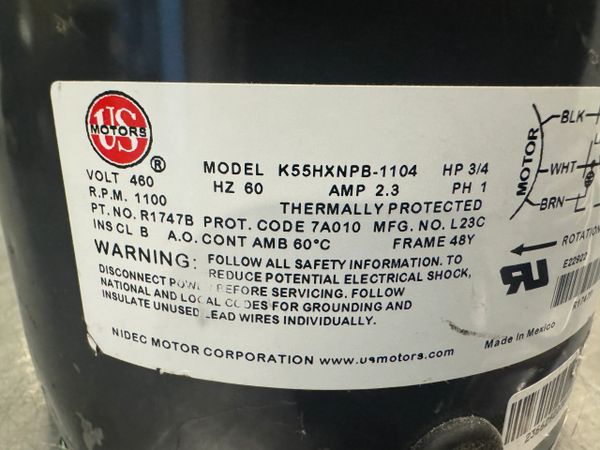 US
MOTORS
®
MODEL K55HXNPB-1104 HP 3/4
VOLT 460 HZ 60 AMP 2.3 PH 1
R.P.M. 1100 THERMALLY PROTECTED
PT. NO. R1747B PROT. CODE 7A010 MFG. NO. L23C
INS CL B A.O. CONT AMB 60°C FRAME 48Y
WARNING: FOLLOW ALL SAFETY INFORMATION. TO
REDUCE POTENTIAL ELECTRICAL SHOCK,
DISCONNECT BEFORE SERVICING. FOLLOW
NATIONAL AND LOCAL CODES FOR GROUNDING AND
INSULATE UNUSED LEAD WIRES INDIVIDUALLY.
NIDEC MOTOR CORPORATION www.usmotors.com
MOTOR
BLK
WHT
BRN
ROTATION
E22922
Made in Mexico